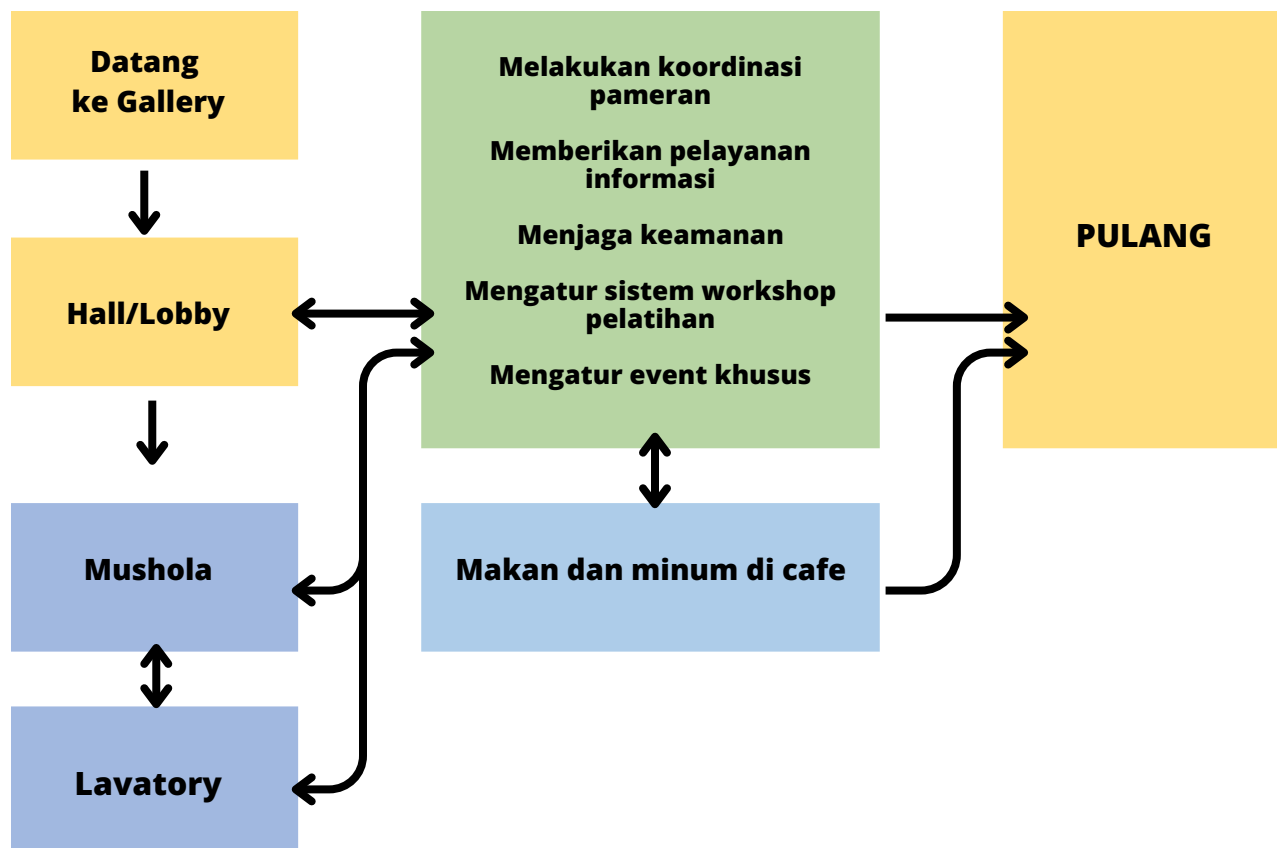 Datang
ke Gallery
Hall/Lobby
Mushola
Lavatory
Melakukan koordinasi
pameran
Memberikan pelayanan
informasi
Menjaga keamanan
Mengatur sistem workshop
pelatihan
Mengatur event khusus
Makan dan minum di cafe
PULANG